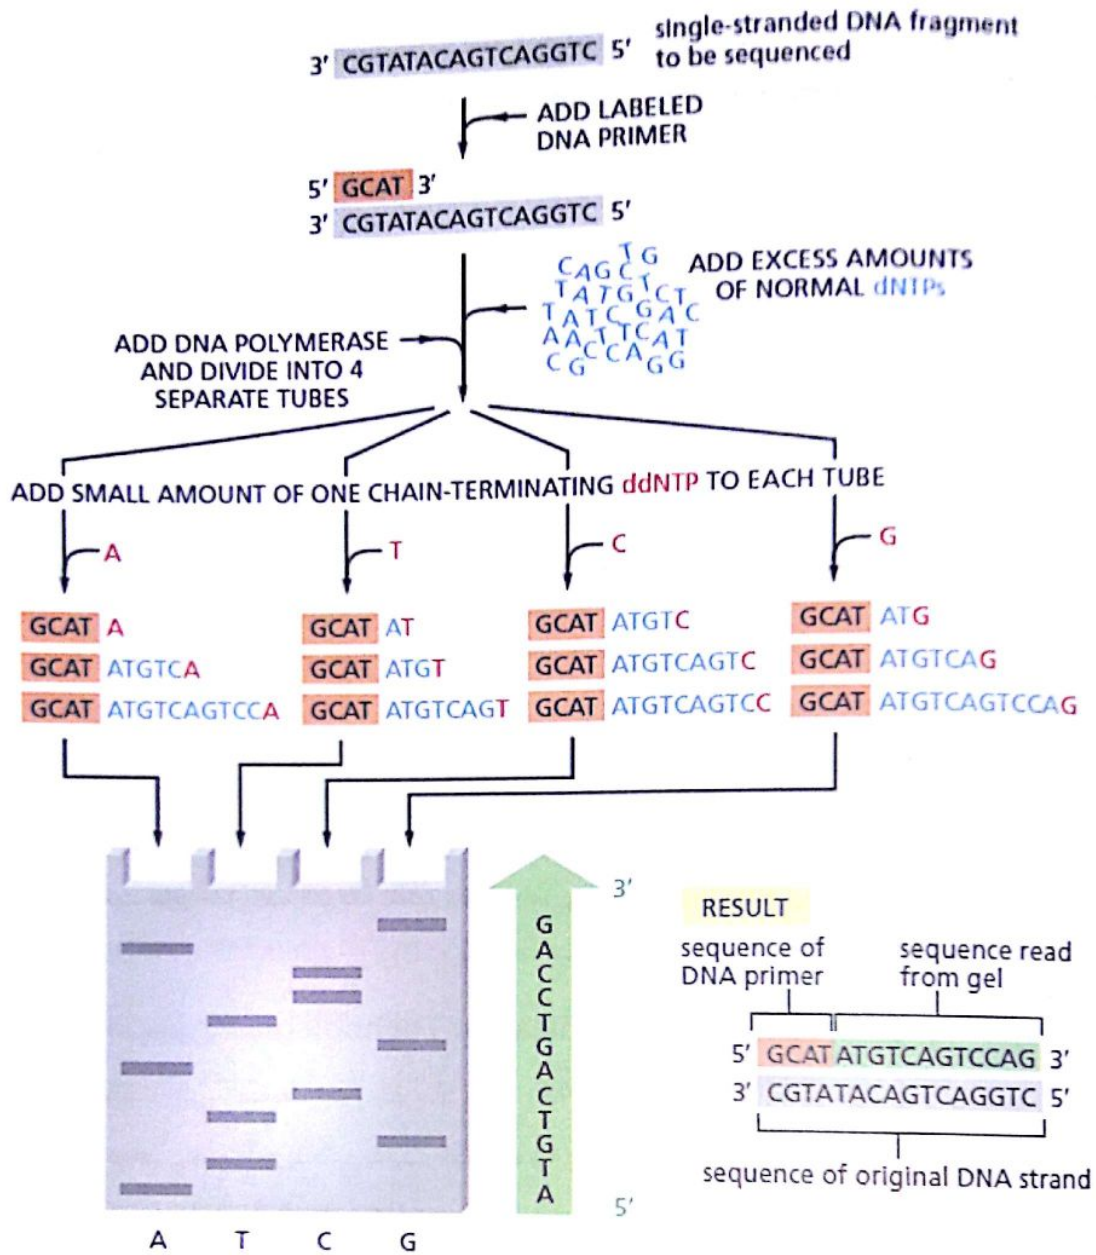 single-stranded DNA fragment
to be sequenced
3′ CGTATACAGTCAGGTC 5′
ADD LABELED
DNA PRIMER
5′ GCAT 3′
3′ CGTATACAGTCAGGTC 5′
ADD EXCESS AMOUNTS
OF NORMAL dNTPs
T G
C A G C T
T A T G T C T
T A T C G A C
A A T T C A T
C G C C A G G
ADD DNA POLYMERASE
AND DIVIDE INTO 4
SEPARATE TUBES
ADD SMALL AMOUNT OF ONE CHAIN-TERMINATING ddNTP TO EACH TUBE
A T C G
GCAT A
GCAT ATGTCA
GCAT ATGTCAGTCCA
GCAT AT
GCAT ATGT
GCAT ATGTCAGT
GCAT ATGTC
GCAT ATGTCAGTC
GCAT ATGTCAGTCC
GCAT ATG
GCAT ATGTCAG
GCAT ATGTCAGTCCAG
3′
G
A
C
C
T
G
A
C
T
G
T
A
5′
A T C G
RESULT
sequence of
DNA primer
sequence read
from gel
5′ GCATATGTCAGTCCAG 3′
3′ CGTATACAGTCAGGTC 5′
sequence of original DNA strand